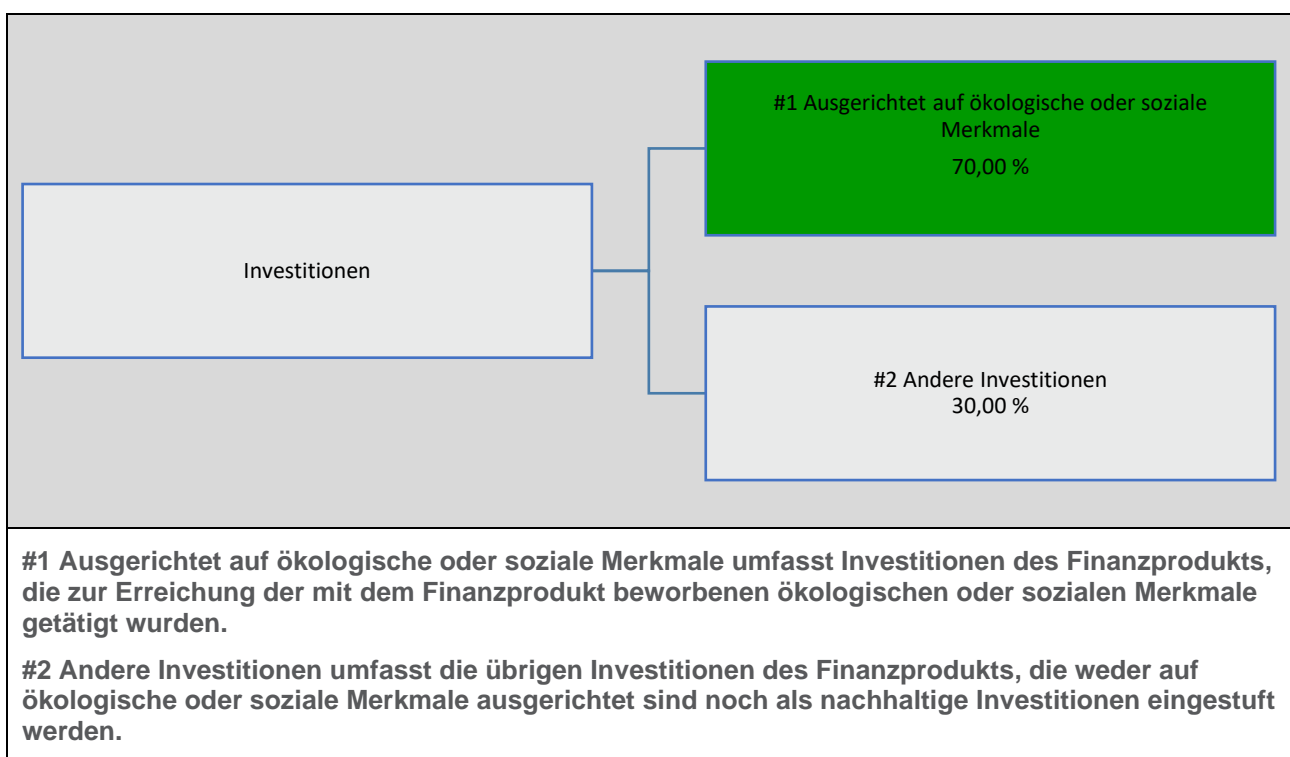 #1 Ausgerichtet auf ökologische oder soziale
Merkmale
70,00 %
Investitionen
#2 Andere Investitionen
30,00 %
#1 Ausgerichtet auf ökologische oder soziale Merkmale umfasst Investitionen des Finanzprodukts,
die zur Erreichung der mit dem Finanzprodukt beworbenen ökologischen oder sozialen Merkmale
getätigt wurden.
#2 Andere Investitionen umfasst die übrigen Investitionen des Finanzprodukts, die weder auf
ökologische oder soziale Merkmale ausgerichtet sind noch als nachhaltige Investitionen eingestuft
werden.